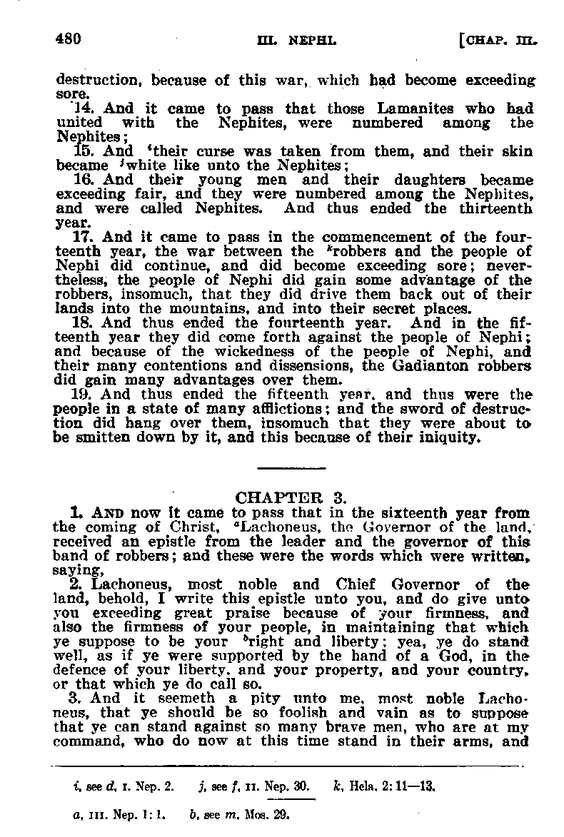 480 III. NEPHI. [CHAP. III.
destruction, because of this war, which had become exceeding
sore.
14. And it came to pass that those Lamanites who had
united with the Nephites, were numbered among the
Nephites;
15. And ⁱtheir curse was taken from them, and their skin
became ʲwhite like unto the Nephites;
16. And their young men and their daughters became
exceeding fair, and they were numbered among the Nephites,
and were called Nephites. And thus ended the thirteenth
year.
17. And it came to pass in the commencement of the four-
teenth year, the war between the ᵏrobbers and the people of
Nephi did continue, and did become exceeding sore; never-
theless, the people of Nephi did gain some advantage of the
robbers, insomuch, that they did drive them back out of their
lands into the mountains, and into their secret places.
18. And thus ended the fourteenth year. And in the fif-
teenth year they did come forth against the people of Nephi;
and because of the wickedness of the people of Nephi, and
their many contentions and dissensions, the Gadianton robbers
did gain many advantages over them.
19. And thus ended the fifteenth year, and thus were the
people in a state of many afflictions; and the sword of destruc-
tion did hang over them, insomuch that they were about to
be smitten down by it, and this because of their iniquity.
CHAPTER 3.
1. AND now it came to pass that in the sixteenth year from
the coming of Christ, ᵃLachoneus, the Governor of the land,
received an epistle from the leader and the governor of this
band of robbers; and these were the words which were written,
saying,
2. Lachoneus, most noble and Chief Governor of the
land, behold, I write this epistle unto you, and do give unto
you exceeding great praise because of your firmness, and
also the firmness of your people, in maintaining that which
ye suppose to be your ᵇright and liberty; yea, ye do stand
well, as if ye were supported by the hand of a God, in the
defence of your liberty, and your property, and your country,
or that which ye do call so.
3. And it seemeth a pity unto me, most noble Lacho-
neus, that ye should be so foolish and vain as to suppose
that ye can stand against so many brave men, who are at my
command, who do now at this time stand in their arms, and
i, see d, I. Nep. 2. j, see f, II. Nep. 30. k, Hela. 2:11—13.
a, III. Nep. 1:1. b, see m, Mos. 29.